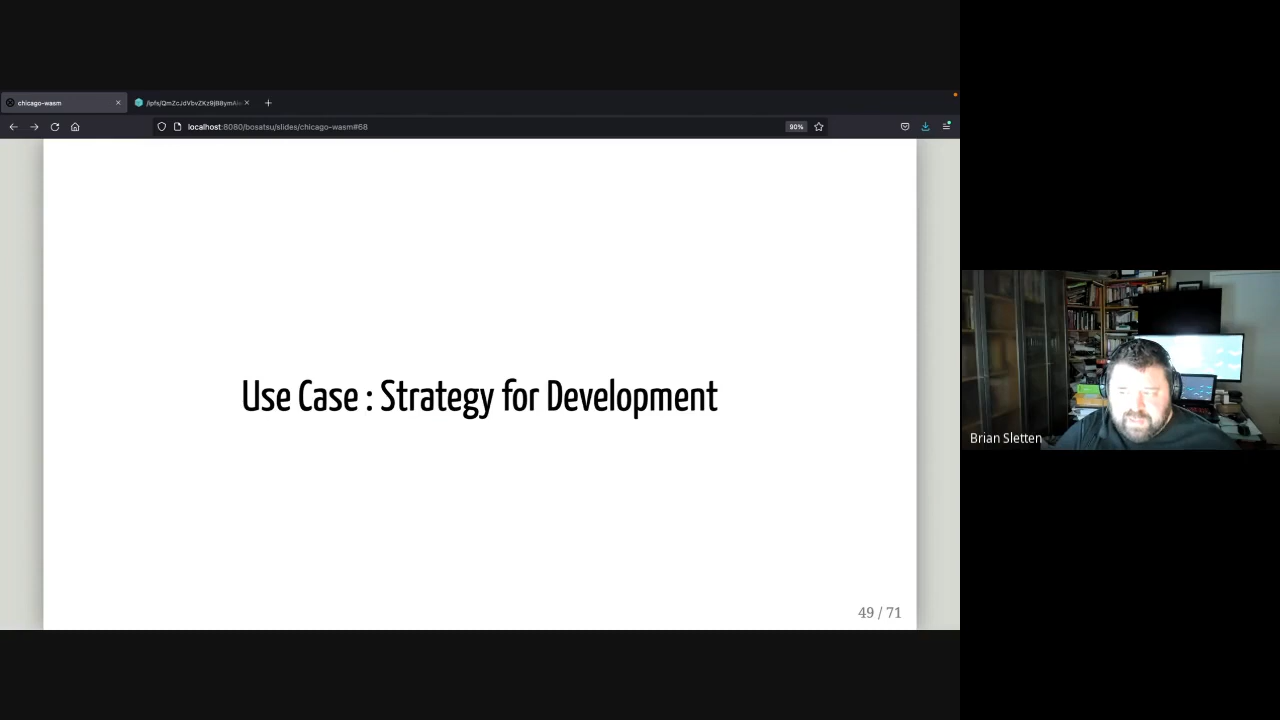 chicago-wasm
localhost:8080/bosatsu/slides/chicago-wasm#68
90%
Use Case : Strategy for Development
49 / 71
Brian Sletten